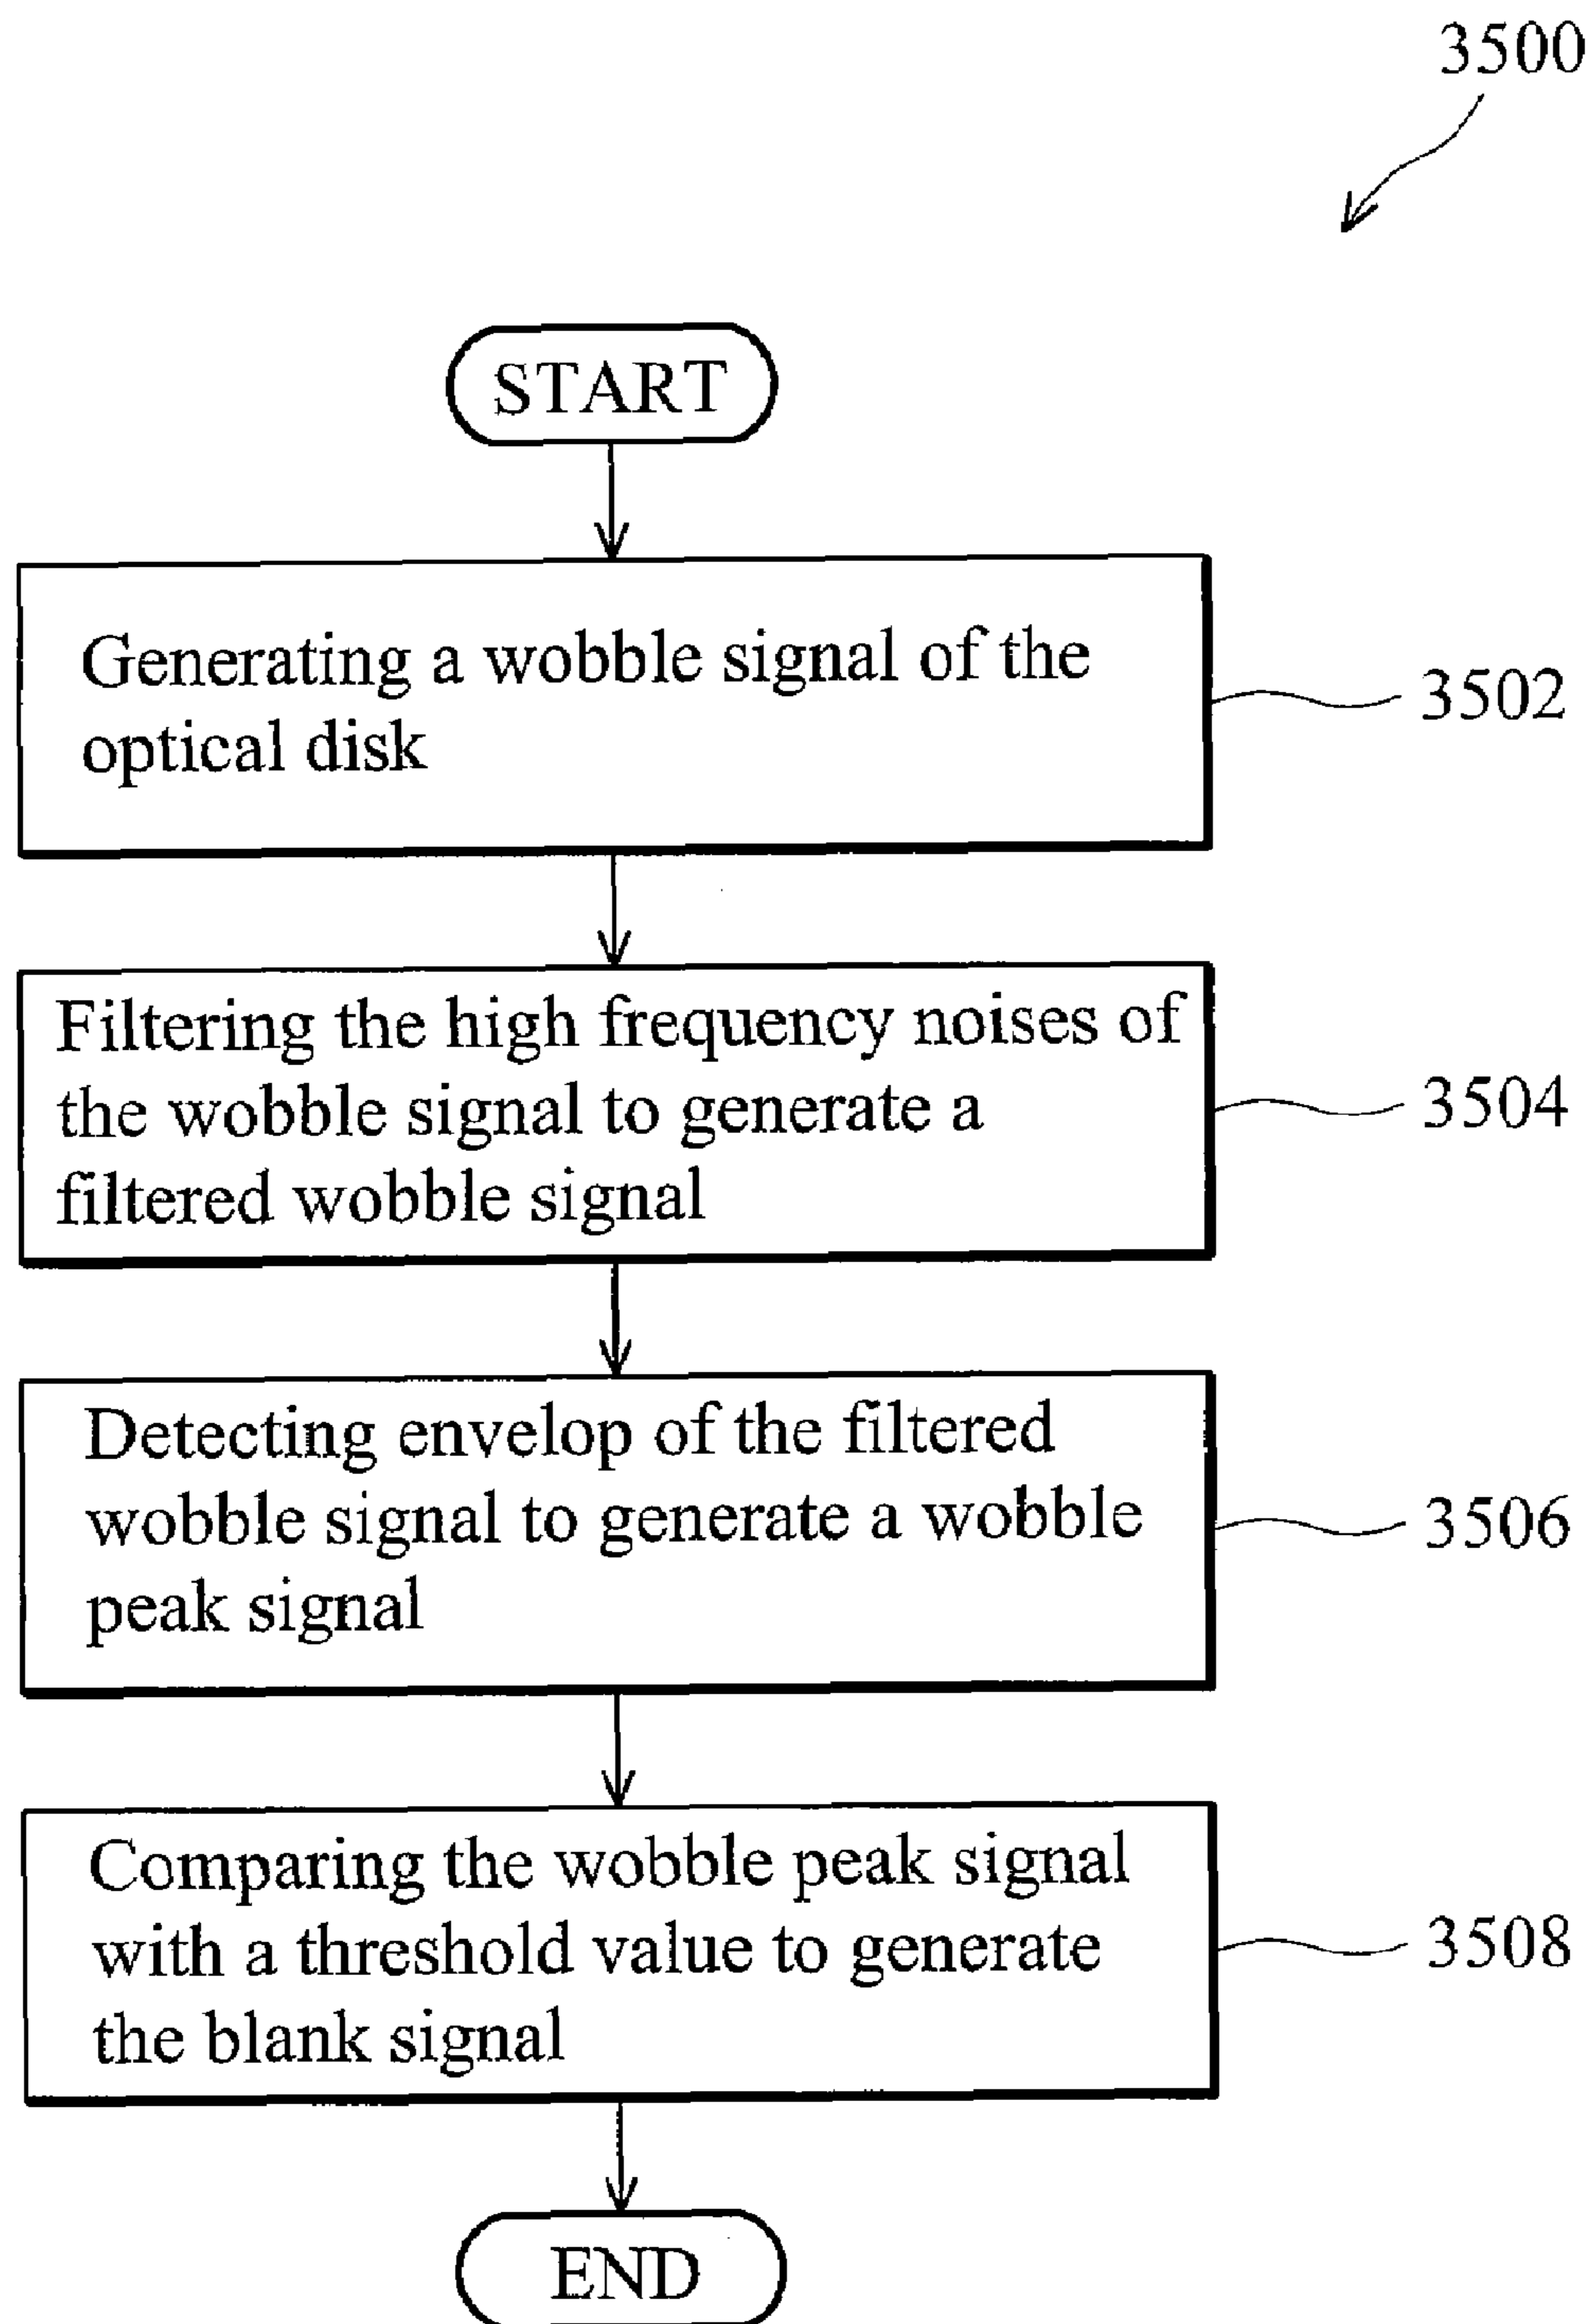 3500
START
Generating a wobble signal of the
optical disk
3502
Filtering the high frequency noises of
the wobble signal to generate a
filtered wobble signal
3504
Detecting envelop of the filtered
wobble signal to generate a wobble
peak signal
3506
Comparing the wobble peak signal
with a threshold value to generate
the blank signal
3508
END